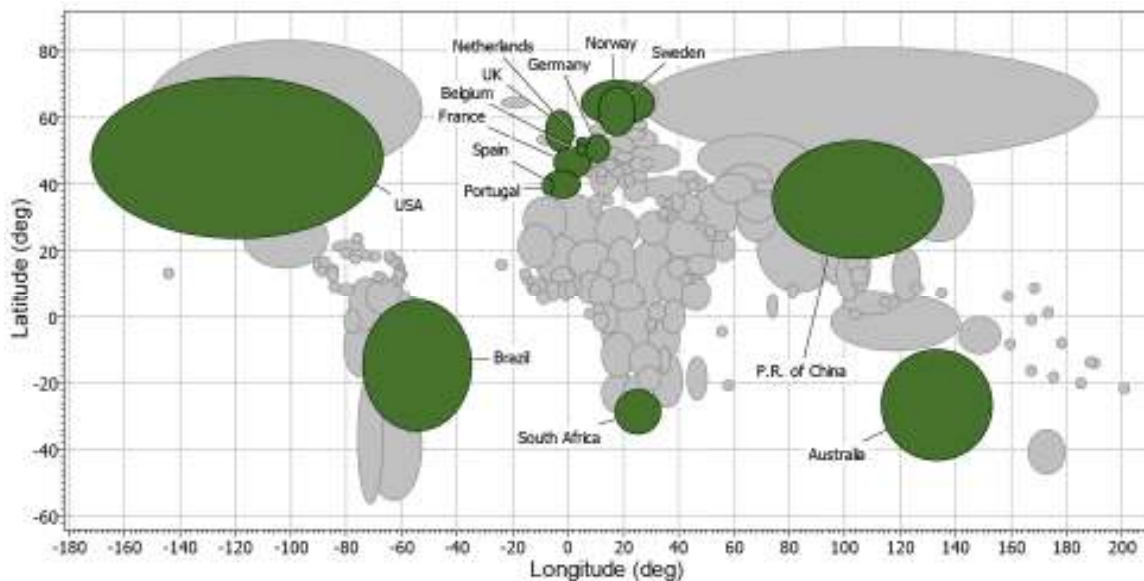 80
60
40
20
0
-20
-40
-60
Latitude (deg)
Netherlands
Norway
Sweden
UK
Germany
Belgium
France
Spain
Portugal
USA
Brazil
P.R. of China
South Africa
Australia
-180 -160 -140 -120 -100 -80 -60 -40 -20 0 20 40 60 80 100 120 140 160 180 200
Longitude (deg)